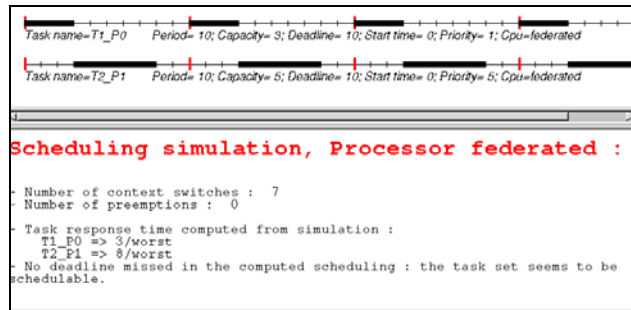 Task name=T1_P0 Period= 10; Capacity= 3; Deadline= 10; Start time= 0; Priority= 1; Cpu=federated
Task name=T2_P1 Period= 10; Capacity= 5; Deadline= 10; Start time= 0; Priority= 5; Cpu=federated
Scheduling simulation, Processor federated :
- Number of context switches : 7
- Number of preemptions : 0
- Task response time computed from simulation :
T1_P0 => 3/worst
T2_P1 => 8/worst
- No deadline missed in the computed scheduling : the task set seems to be
schedulable.